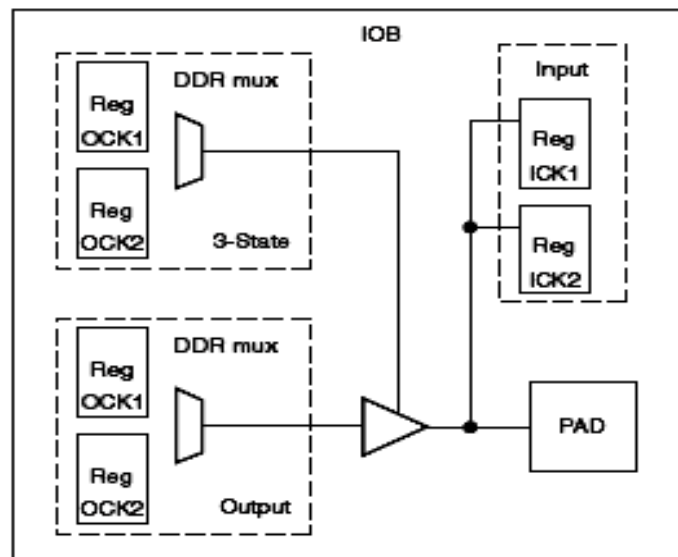 IOB
DDR mux
Reg
OCK1
Reg
OCK2
3-State
Input
Reg
ICK1
Reg
ICK2
DDR mux
Reg
OCK1
Reg
OCK2
Output
PAD